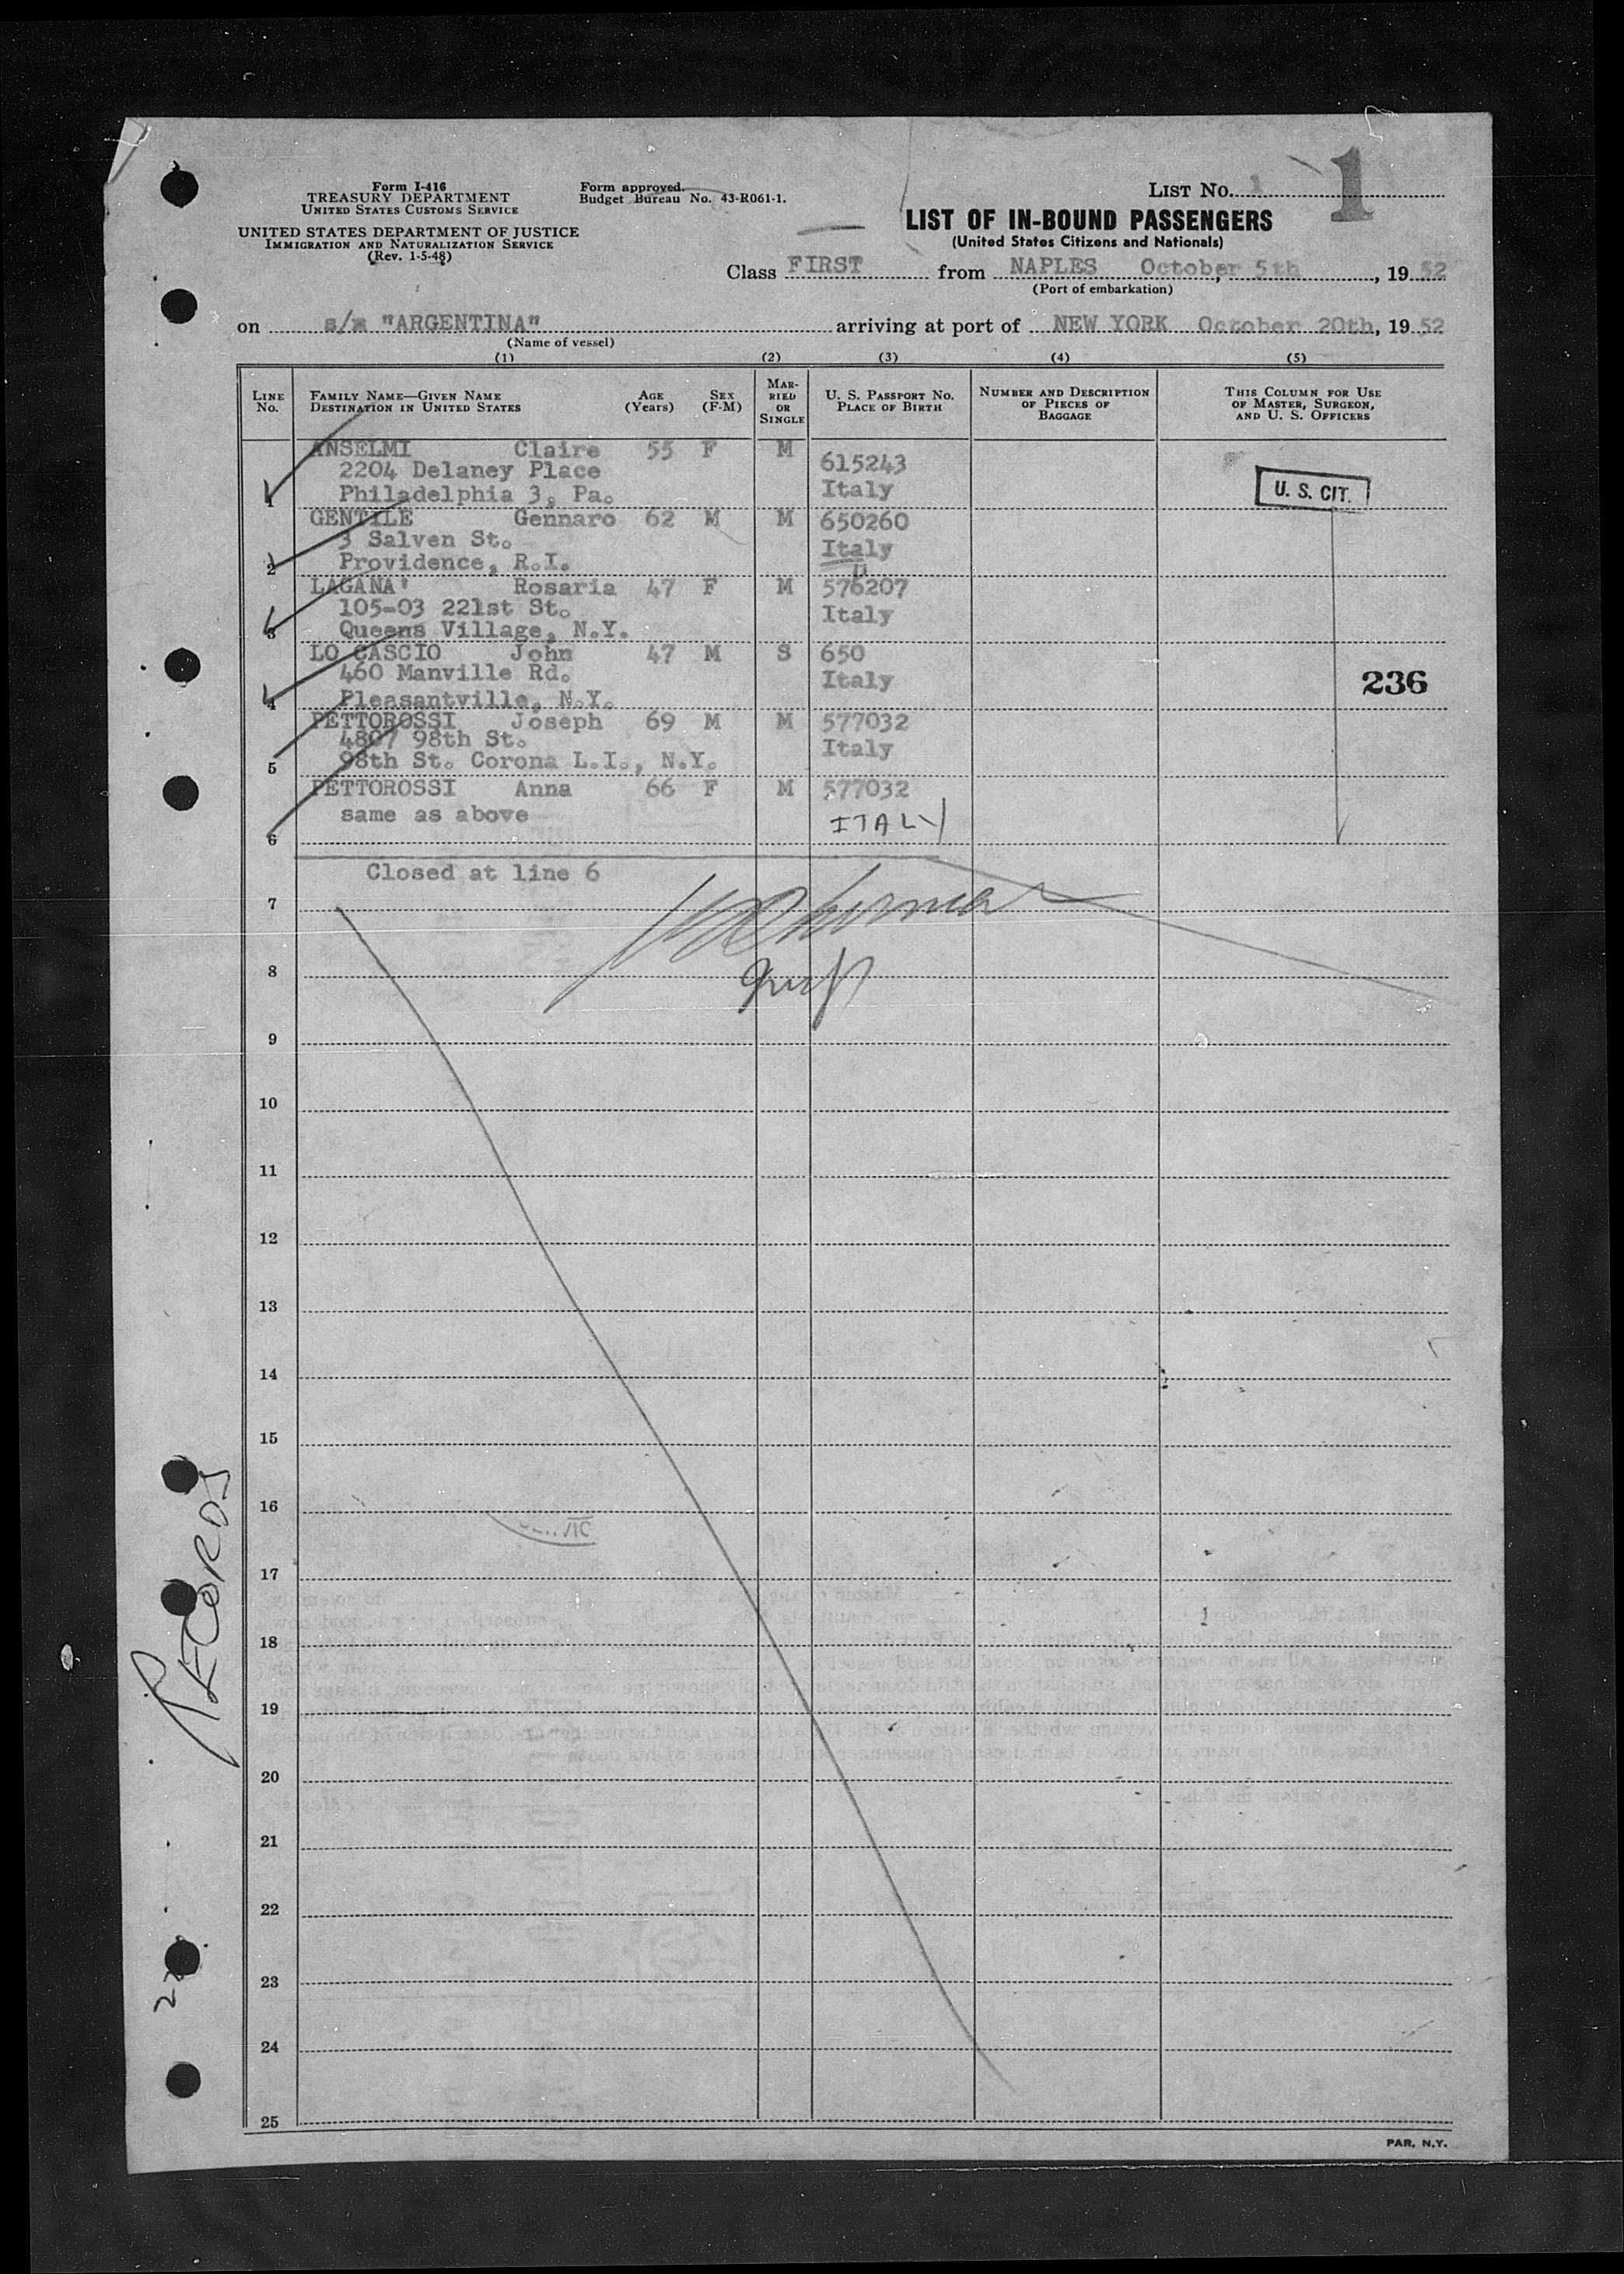 Form I-416
TREASURY DEPARTMENT
UNITED STATES CUSTOMS SERVICE
UNITED STATES DEPARTMENT OF JUSTICE
IMMIGRATION AND NATURALIZATION SERVICE
(Rev. 1-5-48)
Form approved.
Budget Bureau No. 43-R061-1.
LIST NO. 1 1
LIST OF IN-BOUND PASSENGERS
(United States Citizens and Nationals)
Class FIRST from NAPLES October 5th, 19 52
(Port of embarkation)
on s/s "ARGENTINA" arriving at port of NEW YORK October 20th, 19 52
(Name of vessel)
(1) (2) (3) (4) (5)
LINE NO.
FAMILY NAME—GIVEN NAME
DESTINATION IN UNITED STATES
AGE (Years)
SEX (F-M)
MARRIED OR SINGLE
U. S. PASSPORT NO.
PLACE OF BIRTH
NUMBER AND DESCRIPTION OF PIECES OF BAGGAGE
THIS COLUMN FOR USE OF MASTER, SURGEON, AND U. S. OFFICERS
ANSELMI Claire 55 F M 615243
2204 Delaney Place
1 Philadelphia 3, Pa. Italy
U. S. CIT.
GENTILE Gennaro 62 M M 650260
3 Salven St. Italy
2 Providence, R.I.
LAGANA' Rosaria 47 F M 576207
105-03 221st St. Italy
3 Queens Village, N.Y.
LO CASCIO John 47 M S 650
460 Manville Rd. Italy
4 Pleasantville, N.Y.
236
PETTOROSSI Joseph 69 M M 577032
4807 98th St. Italy
5 98th St. Corona L.I., N.Y.
PETTOROSSI Anna 66 F M 577032
same as above ITALY
6
Closed at line 6
7
8
9
10
11
12
13
14
15
16
17
18
19
20
21
22
23
24
25
RECORDS
PAR. N.Y.